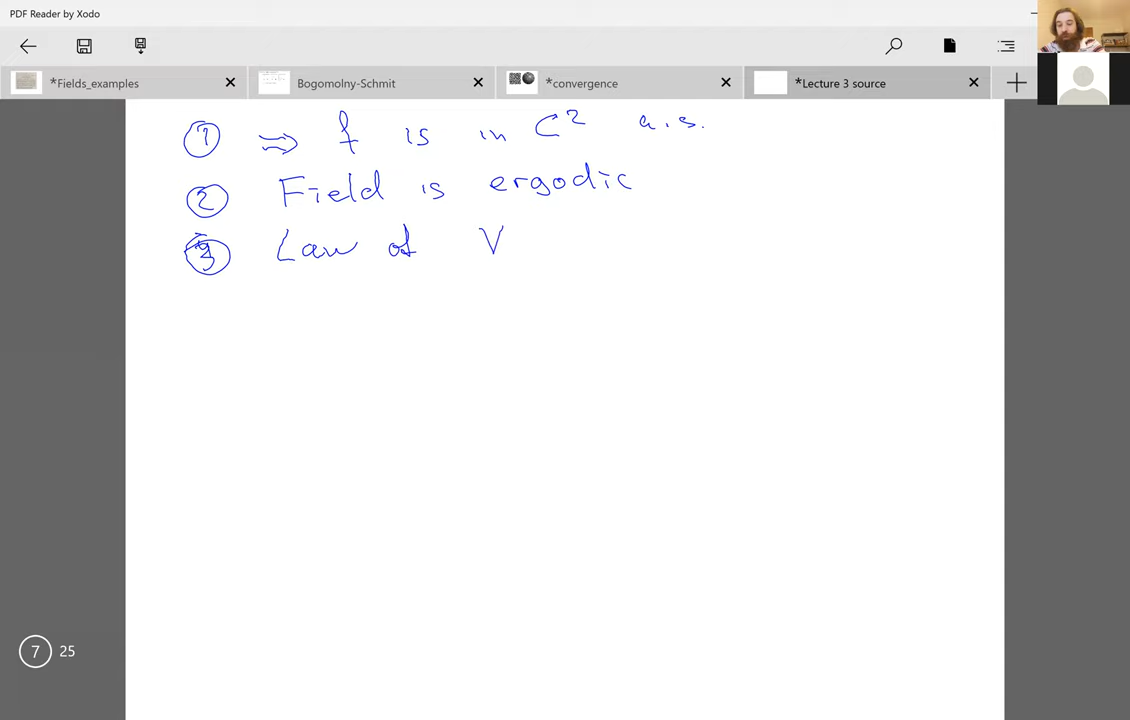 PDF Reader by Xodo
*Fields_examples
Bogomolny-Schmit
*convergence
*Lecture 3 source
① ⇒ f is in C² a.s.
② Field is ergodic
③ Law of V
7 25